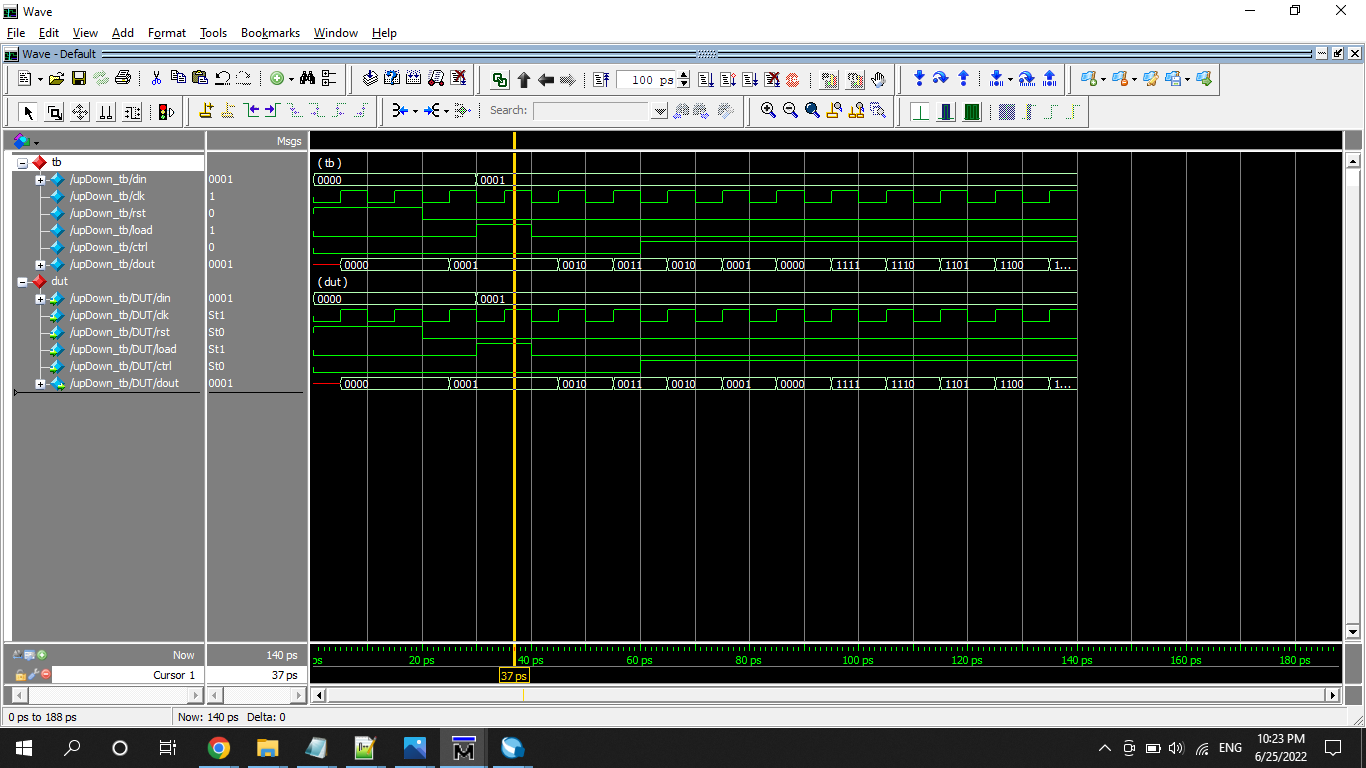 Wave
File Edit View Add Format Tools Bookmarks Window Help
Wave - Default
100 ps
Search:
Msgs
tb
(tb)
/upDown_tb/din 0001 0000 0001
/upDown_tb/clk 1
/upDown_tb/rst 0
/upDown_tb/load 1
/upDown_tb/ctrl 0
/upDown_tb/dout 0001 0000 0001 0010 0011 0010 0001 0000 1111 1110 1101 1100 1...
dut
(dut)
/upDown_tb/DUT/din 0001 0000 0001
/upDown_tb/DUT/clk St1
/upDown_tb/DUT/rst St0
/upDown_tb/DUT/load St1
/upDown_tb/DUT/ctrl St0
/upDown_tb/DUT/dout 0001 0000 0001 0010 0011 0010 0001 0000 1111 1110 1101 1100 1...
Now 140 ps ps 20 ps 40 ps 60 ps 80 ps 100 ps 120 ps 140 ps 160 ps 180 ps
Cursor 1 37 ps 37 ps
0 ps to 188 ps Now: 140 ps Delta: 0
ENG 10:23 PM
6/25/2022